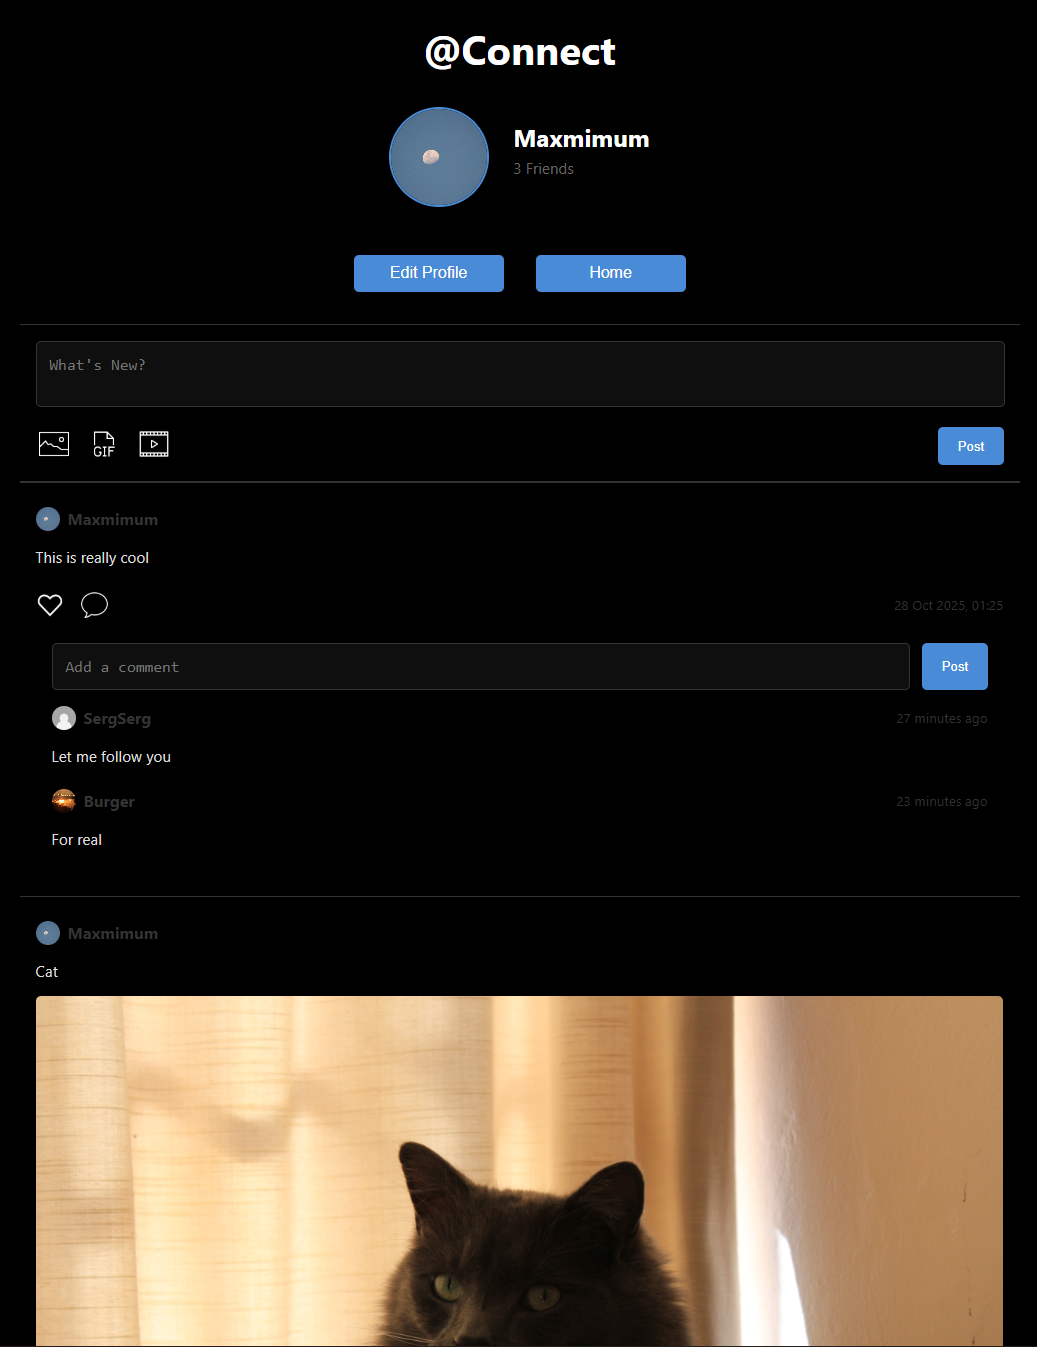 @Connect
Maxmimum
3 Friends
Edit Profile
Home
What's New?
GIF
Post
Maxmimum
This is really cool
28 Oct 2025, 01:25
Add a comment
Post
SergSerg
27 minutes ago
Let me follow you
Burger
23 minutes ago
For real
Maxmimum
Cat